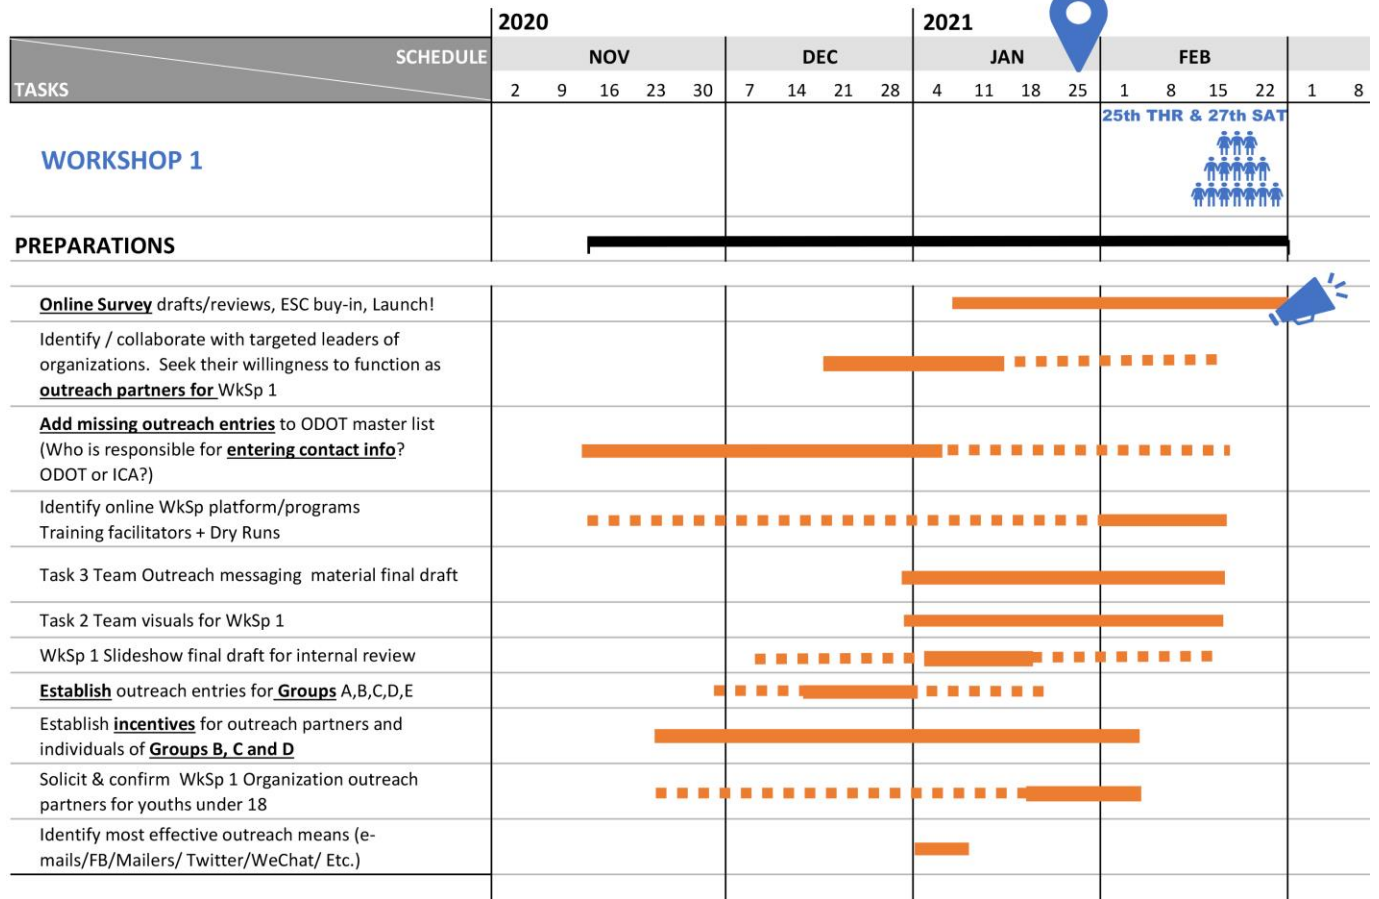 2020 2021
SCHEDULE NOV DEC JAN FEB
TASKS 2 9 16 23 30 7 14 21 28 4 11 18 25 1 8 15 22 1 8
25th THR & 27th SAT
WORKSHOP 1
PREPARATIONS
Online Survey drafts/reviews, ESC buy-in, Launch!
Identify / collaborate with targeted leaders of
organizations. Seek their willingness to function as
outreach partners for WkSp 1
Add missing outreach entries to ODOT master list
(Who is responsible for entering contact info?
ODOT or ICA?)
Identify online WkSp platform/programs
Training facilitators + Dry Runs
Task 3 Team Outreach messaging material final draft
Task 2 Team visuals for WkSp 1
WkSp 1 Slideshow final draft for internal review
Establish outreach entries for Groups A,B,C,D,E
Establish incentives for outreach partners and
individuals of Groups B, C and D
Solicit & confirm WkSp 1 Organization outreach
partners for youths under 18
Identify most effective outreach means (e-
mails/FB/Mailers/ Twitter/WeChat/ Etc.)